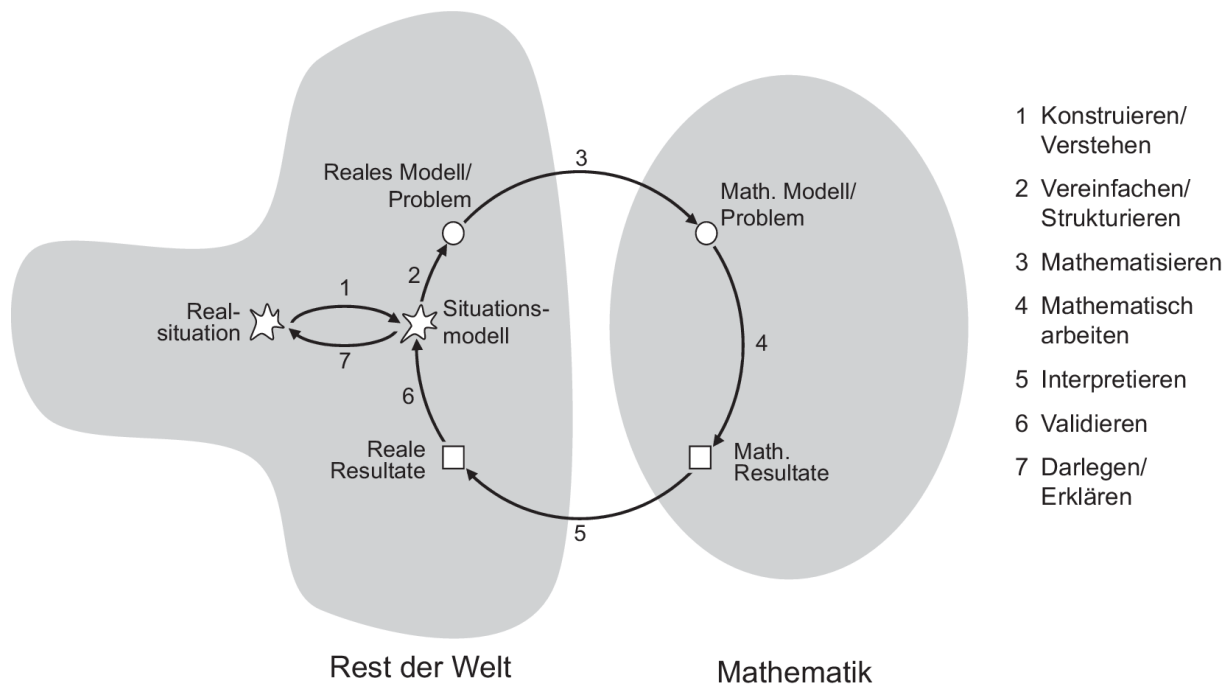 Reales Modell/
Problem
3
Math. Modell/
Problem
2
1
Real-
situation
Situations-
modell
7
4
6
Reale
Resultate
Math.
Resultate
5
Rest der Welt
Mathematik
1 Konstruieren/
Verstehen
2 Vereinfachen/
Strukturieren
3 Mathematisieren
4 Mathematisch
arbeiten
5 Interpretieren
6 Validieren
7 Darlegen/
Erklären